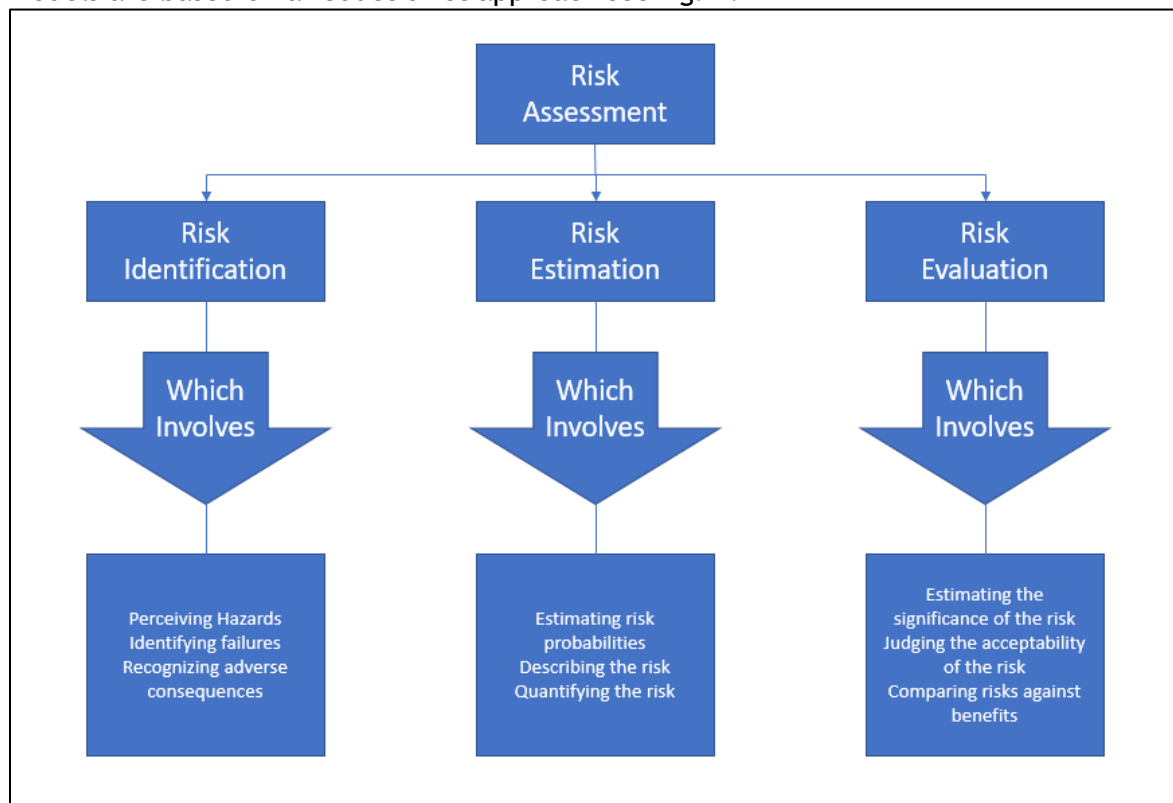 Risk
Assessment
Risk
Identification
Risk
Estimation
Risk
Evaluation
Which
Involves
Which
Involves
Which
Involves
Perceiving Hazards
Identifying failures
Recognizing adverse
consequences
Estimating risk
probabilities
Describing the risk
Quantifying the risk
Estimating the
significance of the risk
Judging the acceptability
of the risk
Comparing risks against
benefits